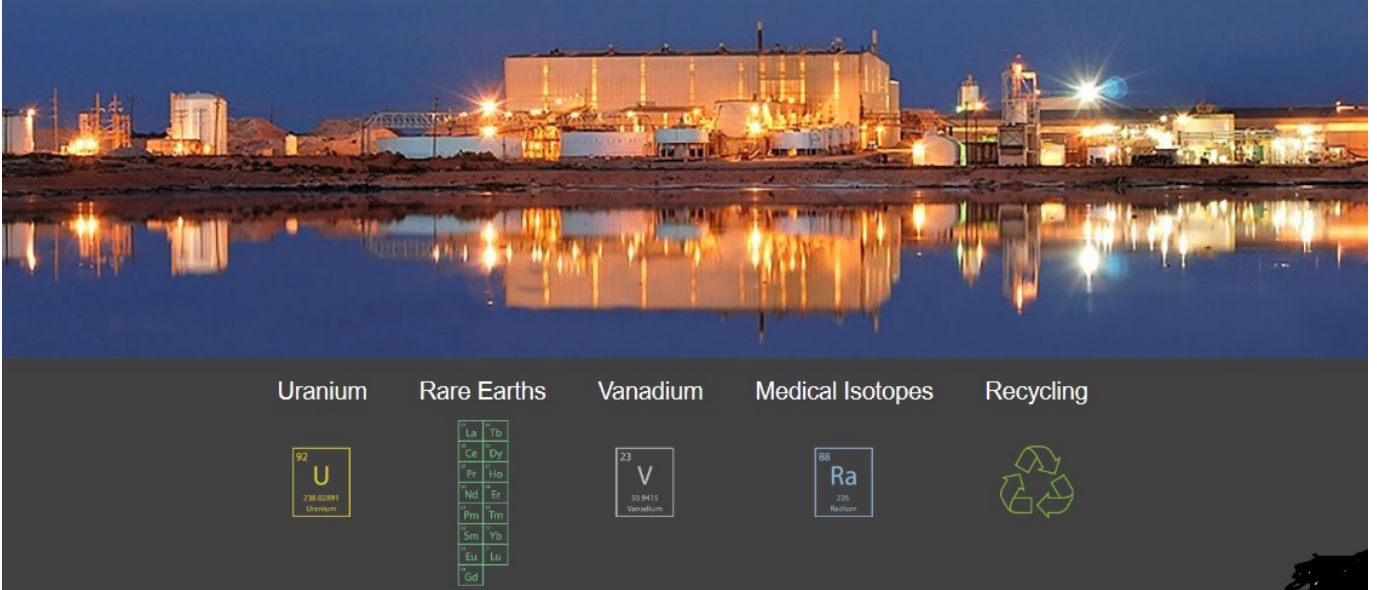 Uranium Rare Earths Vanadium Medical Isotopes Recycling
92
U
238.02891
Uranium
La Tb
Ce Dy
Pr Ho
Nd Er
Pm Tm
Sm Yb
Eu Lu
Gd
23
V
50.9415
Vanadium
88
Ra
226
Radium